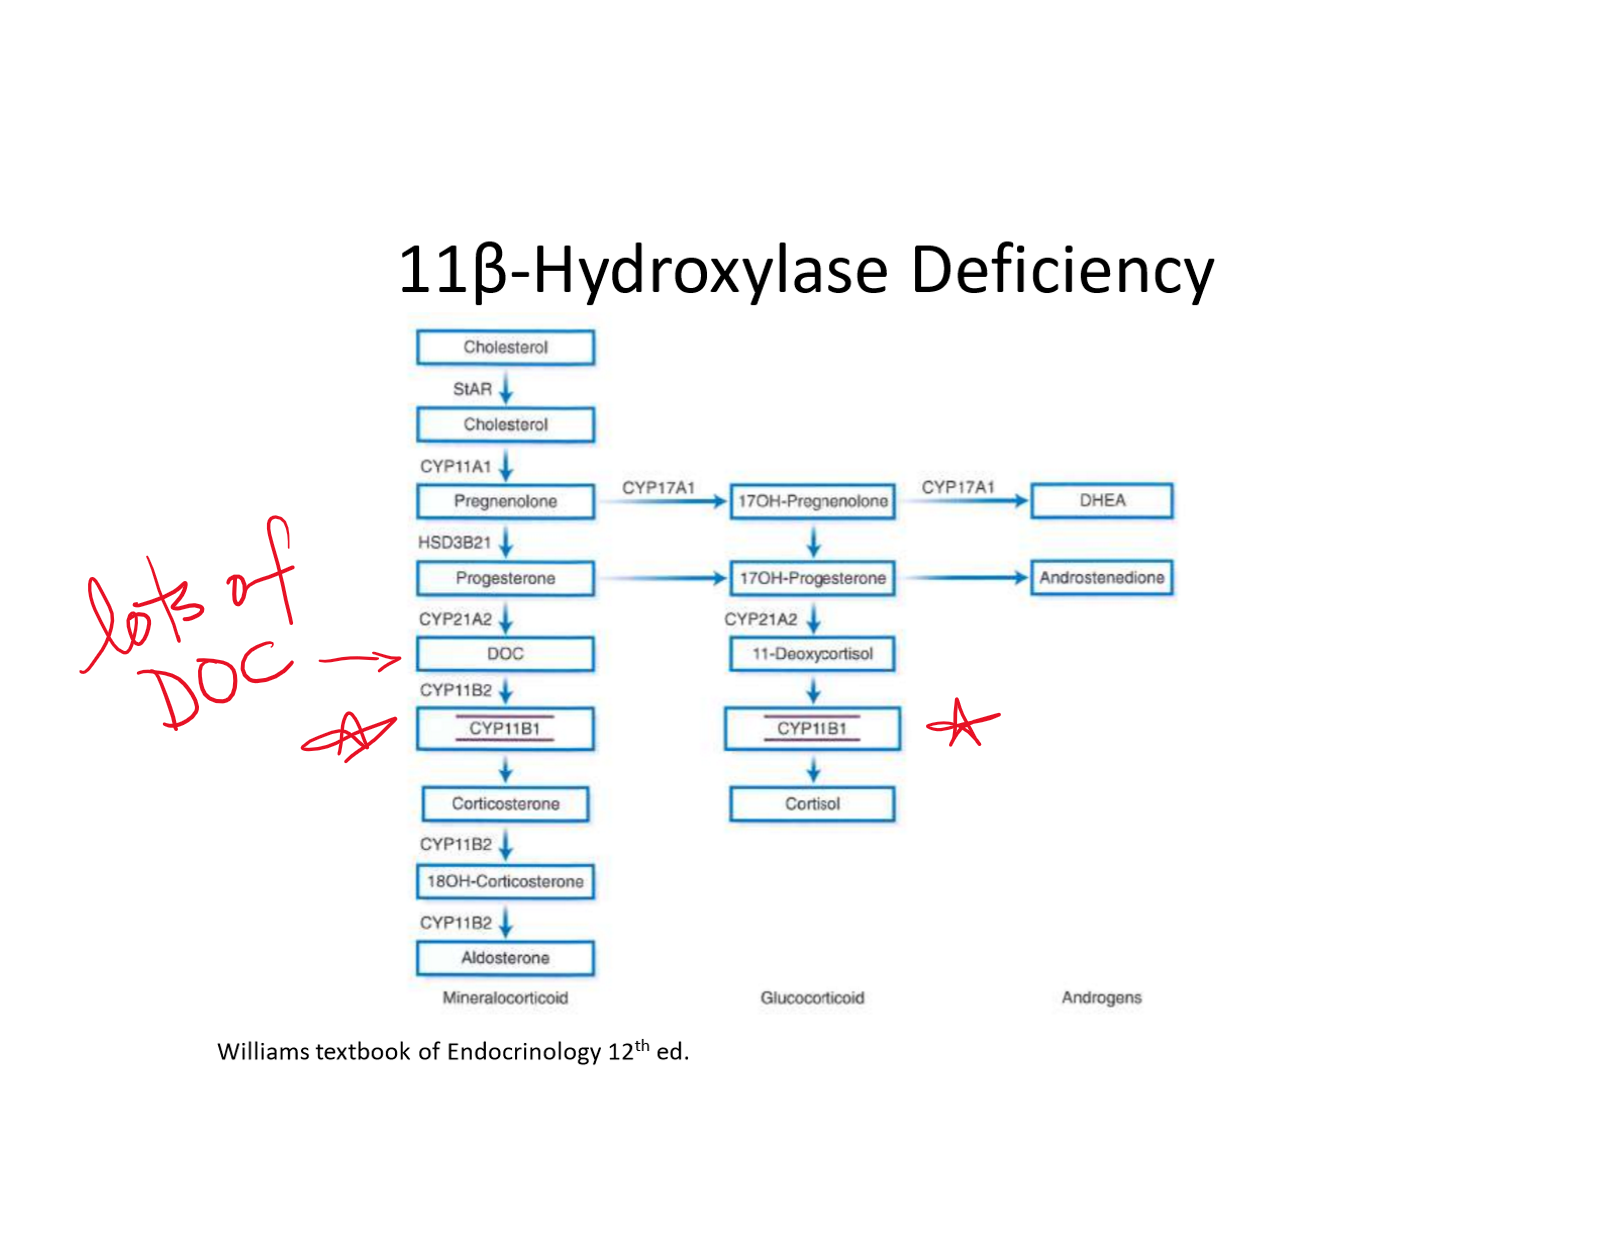 11β-Hydroxylase Deficiency
Cholesterol
StAR
Cholesterol
CYP11A1
Pregnenolone
CYP17A1
17OH-Pregnenolone
CYP17A1
DHEA
HSD3B21
Progesterone
17OH-Progesterone
Androstenedione
CYP21A2
CYP21A2
lots of
DOC
DOC
11-Deoxycortisol
CYP11B2
CYP11B1
CYP11B1
Corticosterone
Cortisol
CYP11B2
18OH-Corticosterone
CYP11B2
Aldosterone
Mineralocorticoid
Glucocorticoid
Androgens
Williams textbook of Endocrinology 12th ed.